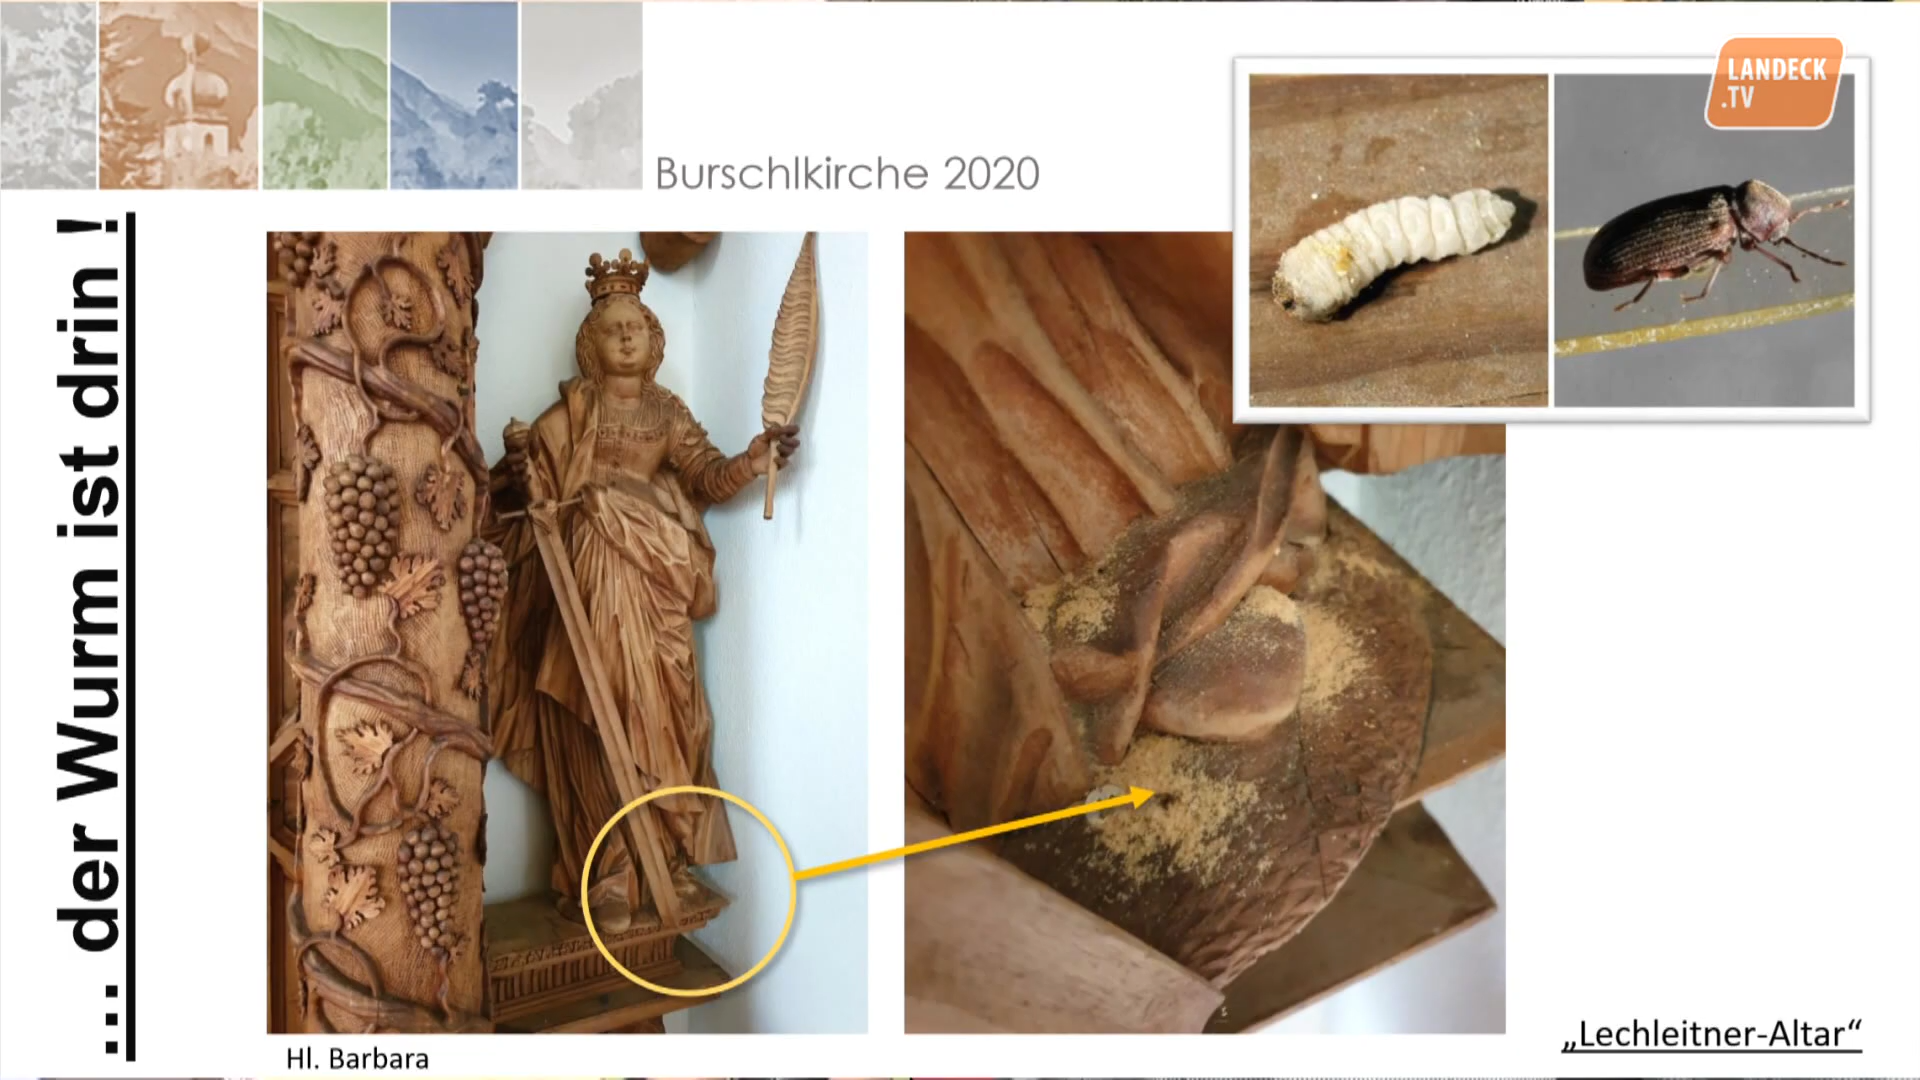 LANDECK
.TV
Burschlkirche 2020
... der Wurm ist drin !
Hl. Barbara
„Lechleitner-Altar“